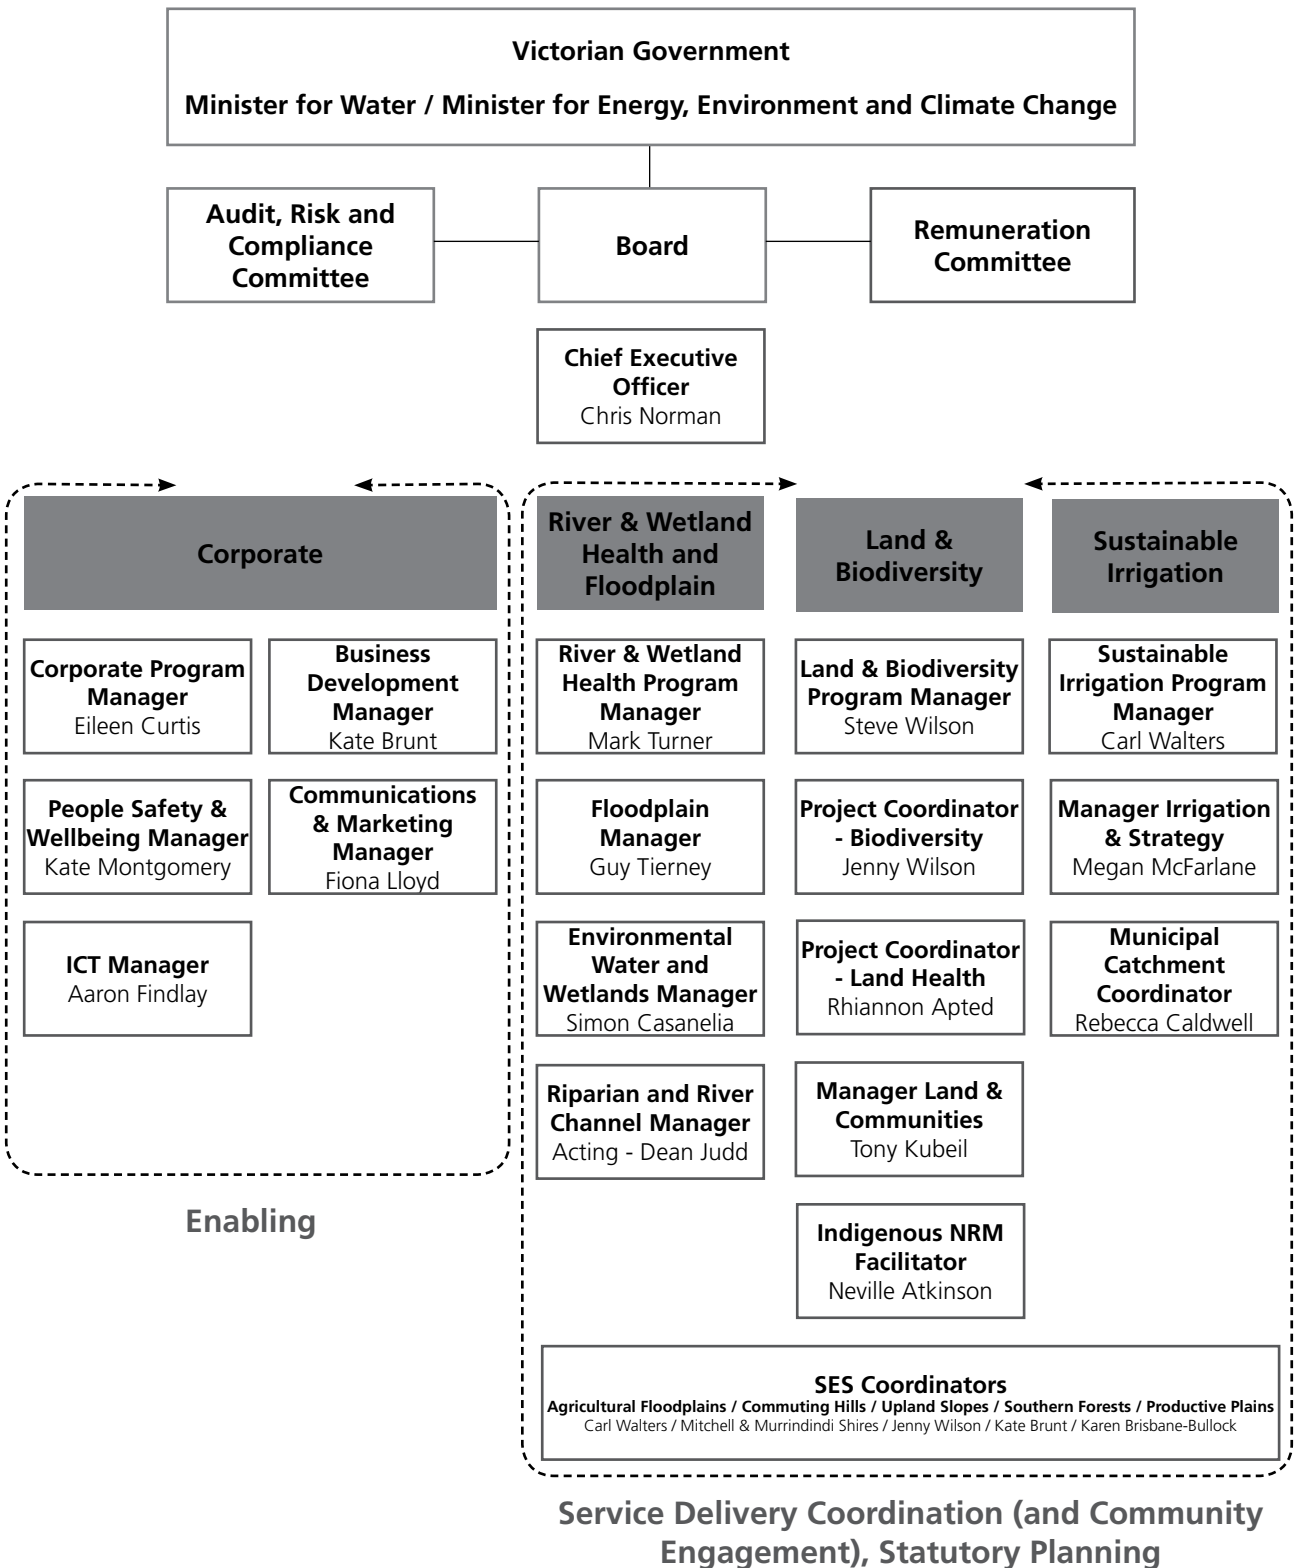 Victorian Government
Minister for Water / Minister for Energy, Environment and Climate Change
Audit, Risk and
Compliance
Committee
Board
Remuneration
Committee
Chief Executive
Officer
Chris Norman
Corporate
River & Wetland
Health and
Floodplain
Land &
Biodiversity
Sustainable
Irrigation
Corporate Program
Manager
Eileen Curtis
Business
Development
Manager
Kate Brunt
River & Wetland
Health Program
Manager
Mark Turner
Land & Biodiversity
Program Manager
Steve Wilson
Sustainable
Irrigation Program
Manager
Carl Walters
People Safety &
Wellbeing Manager
Kate Montgomery
Communications
& Marketing
Manager
Fiona Lloyd
Floodplain
Manager
Guy Tierney
Project Coordinator
- Biodiversity
Jenny Wilson
Manager Irrigation
& Strategy
Megan McFarlane
ICT Manager
Aaron Findlay
Environmental
Water and
Wetlands Manager
Simon Casanelia
Project Coordinator
- Land Health
Rhiannon Apted
Municipal
Catchment
Coordinator
Rebecca Caldwell
Riparian and River
Channel Manager
Acting - Dean Judd
Manager Land &
Communities
Tony Kubeil
Enabling
Indigenous NRM
Facilitator
Neville Atkinson
SES Coordinators
Agricultural Floodplains / Commuting Hills / Upland Slopes / Southern Forests / Productive Plains
Carl Walters / Mitchell & Murrindindi Shires / Jenny Wilson / Kate Brunt / Karen Brisbane-Bullock
Service Delivery Coordination (and Community
Engagement), Statutory Planning